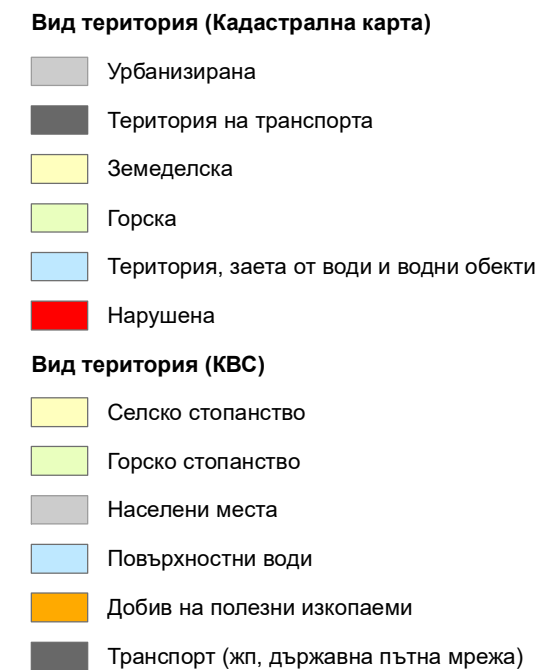 Вид територия (Кадастрална карта)
Урбанизирана
Територия на транспорта
Земеделска
Горска
Територия, заета от води и водни обекти
Нарушена
Вид територия (КВС)
Селско стопанство
Горско стопанство
Населени места
Повърхностни води
Добив на полезни изкопаеми
Транспорт (жп, държавна пътна мрежа)